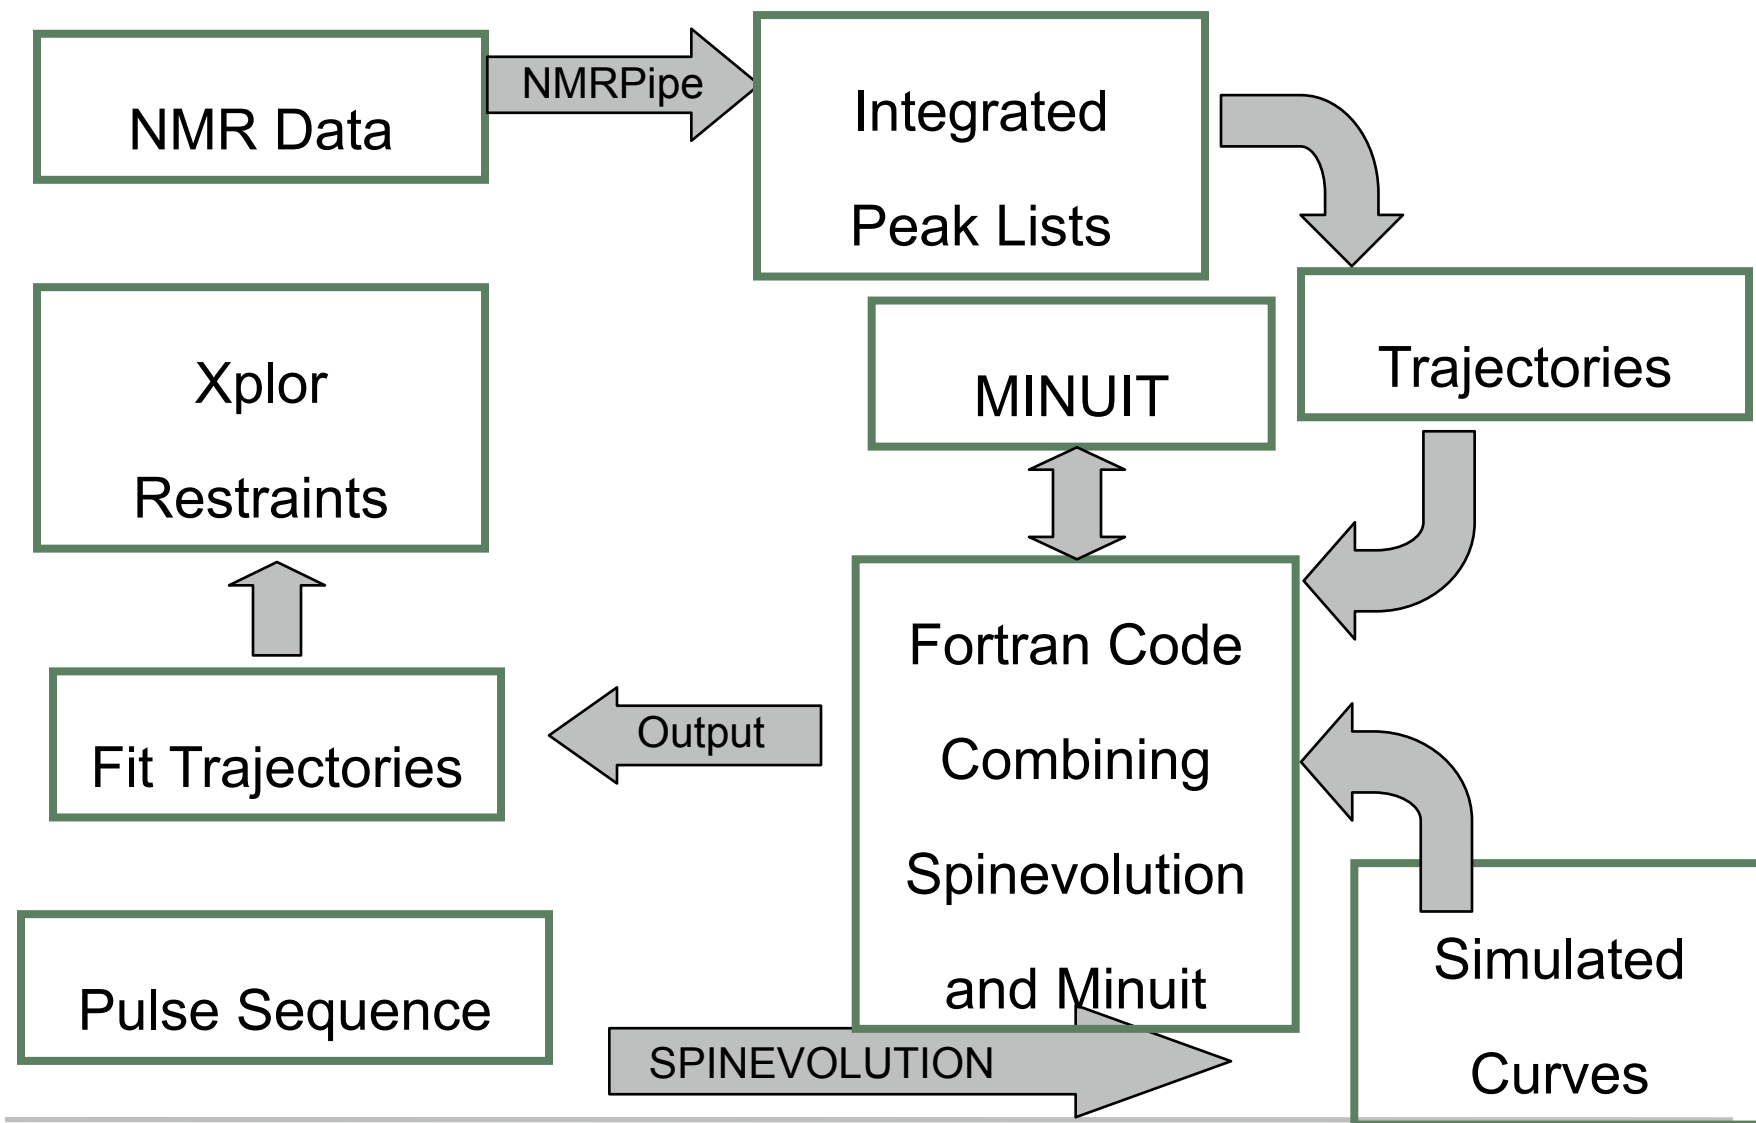 NMR Data
NMRPipe
Integrated
Peak Lists
Trajectories
MINUIT
Xplor
Restraints
Fortran Code
Combining
Spinevolution
and Minuit
Output
Fit Trajectories
Pulse Sequence
SPINEVOLUTION
Simulated
Curves